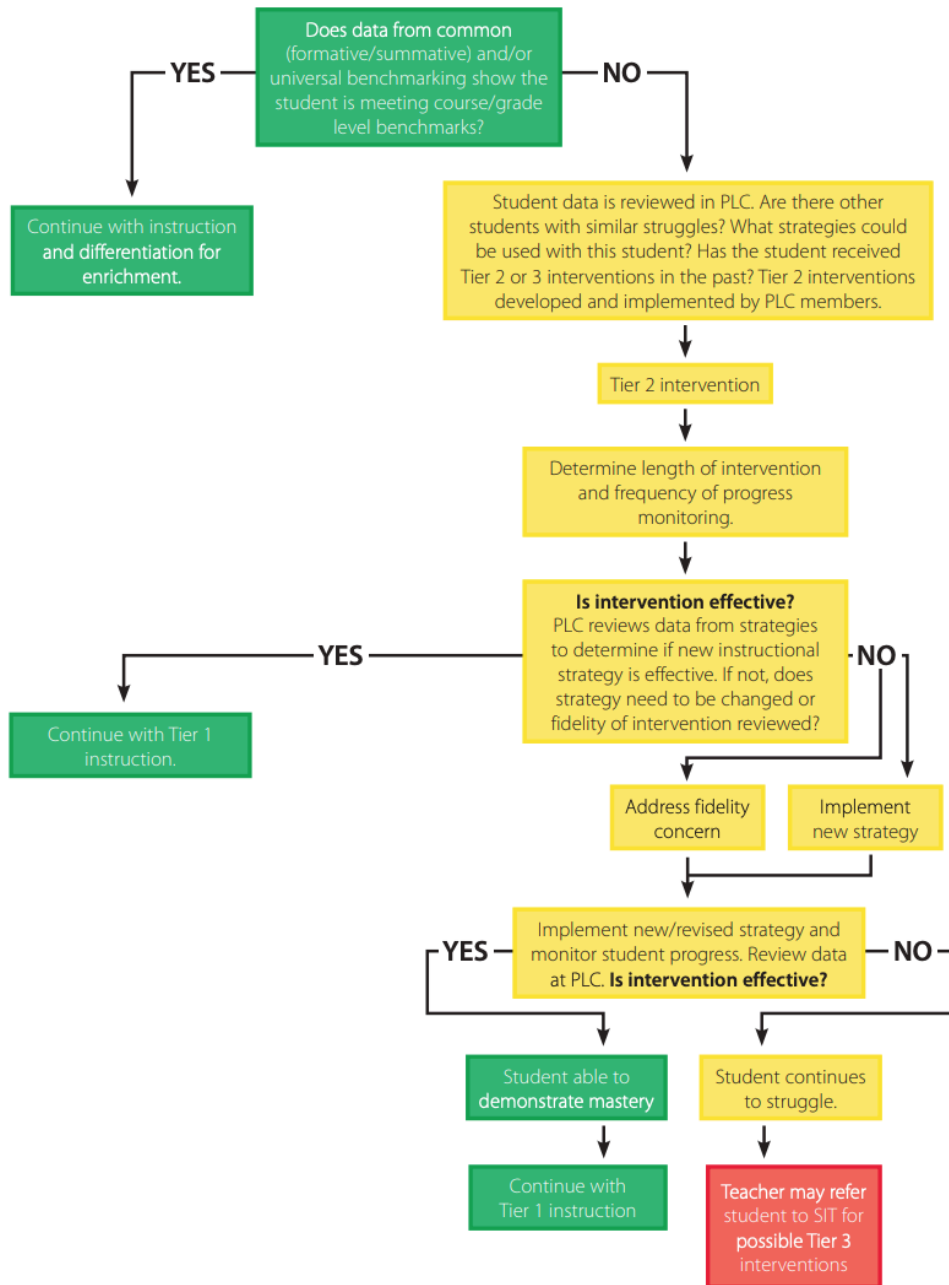 Does data from common
(formative/summative) and/or
universal benchmarking show the
student is meeting course/grade
level benchmarks?
YES
NO
Continue with instruction
and differentiation for
enrichment.
Student data is reviewed in PLC. Are there other
students with similar struggles? What strategies could
be used with this student? Has the student received
Tier 2 or 3 interventions in the past? Tier 2 interventions
developed and implemented by PLC members.
Tier 2 intervention
Determine length of intervention
and frequency of progress
monitoring.
Is intervention effective?
PLC reviews data from strategies
to determine if new instructional
strategy is effective. If not, does
strategy need to be changed or
fidelity of intervention reviewed?
YES
NO
Continue with Tier 1
instruction.
Address fidelity
concern
Implement
new strategy
Implement new/revised strategy and
monitor student progress. Review data
at PLC. Is intervention effective?
YES
NO
Student able to
demonstrate mastery
Student continues
to struggle.
Continue with
Tier 1 instruction
Teacher may refer
student to SIT for
possible Tier 3
interventions